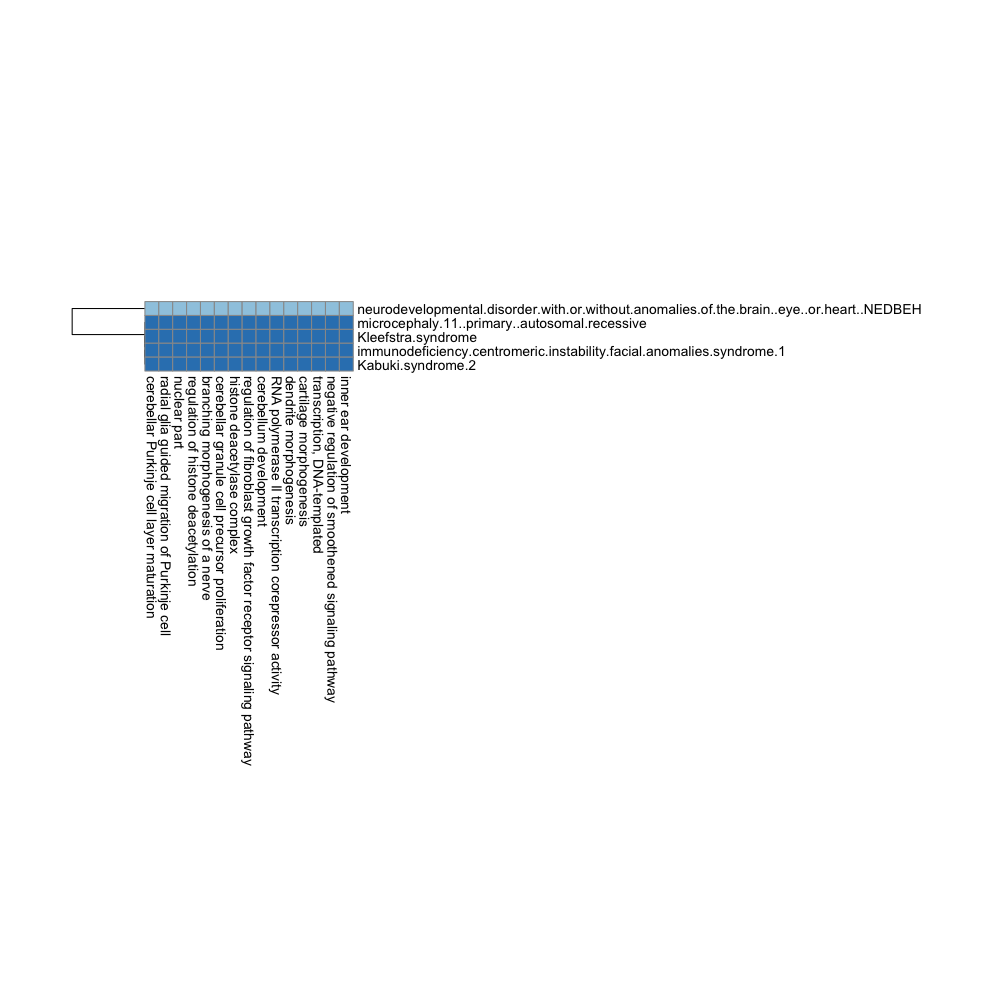 neurodevelopmental.disorder.with.or.without.anomalies.of.the.brain..eye..or.heart..NEDBEH
microcephaly.11..primary..autosomal.recessive
Kleefstra.syndrome
immunodeficiency.centromeric.instability.facial.anomalies.syndrome.1
Kabuki.syndrome.2
cerebellar Purkinje cell layer maturation
radial glia guided migration of Purkinje cell
nuclear part
regulation of histone deacetylation
branching morphogenesis of a nerve
cerebellar granule cell precursor proliferation
histone deacetylase complex
regulation of fibroblast growth factor receptor signaling pathway
cerebellum development
RNA polymerase II transcription corepressor activity
dendrite morphogenesis
cartilage morphogenesis
transcription, DNA-templated
negative regulation of smoothened signaling pathway
inner ear development